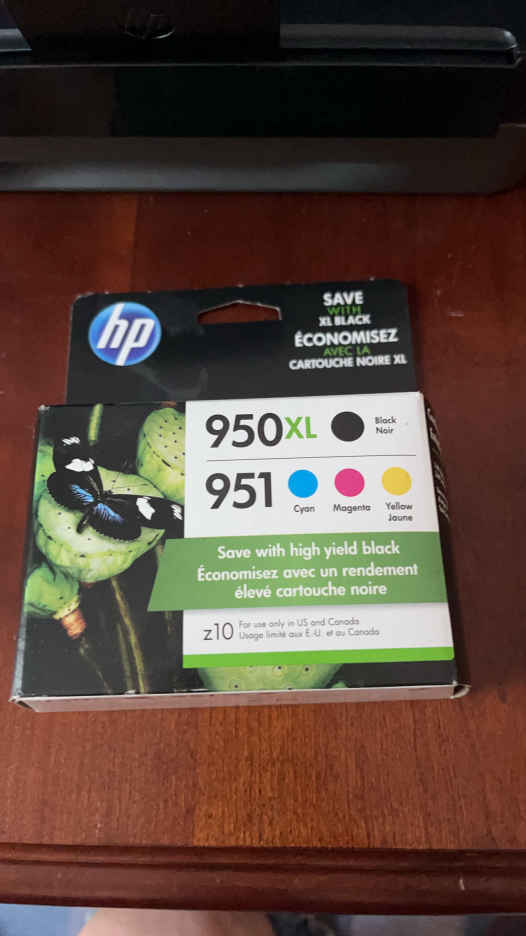 hp
SAVE
WITH
XL BLACK
ÉCONOMISEZ
AVEC LA
CARTOUCHE NOIRE XL
950XL
Black
Noir
951
Cyan
Magenta
Yellow
Jaune
Save with high yield black
Économisez avec un rendement
élevé cartouche noire
z10
For use only in US and Canada
Usage limité aux É.-U. et au Canada